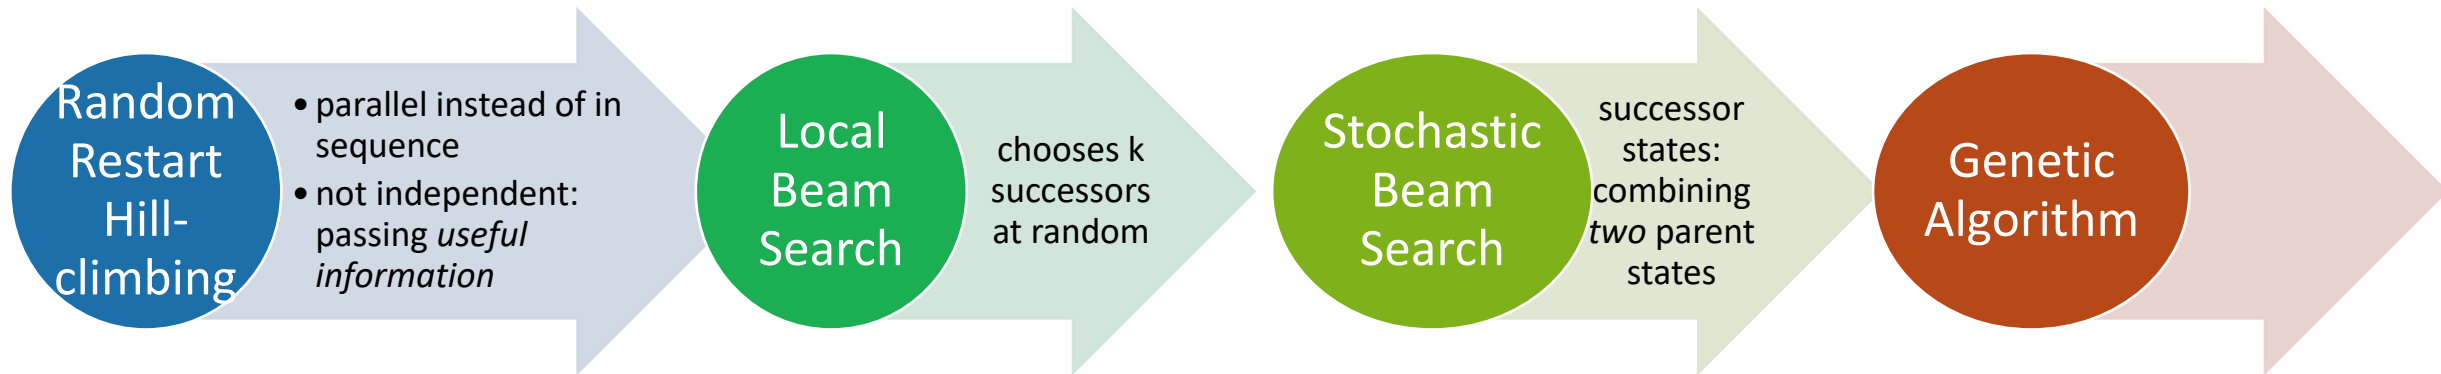 Random
Restart
Hill-
climbing
• parallel instead of in
sequence
• not independent:
passing useful
information
Local
Beam
Search
chooses k
successors
at random
Stochastic
Beam
Search
successor
states:
combining
two parent
states
Genetic
Algorithm